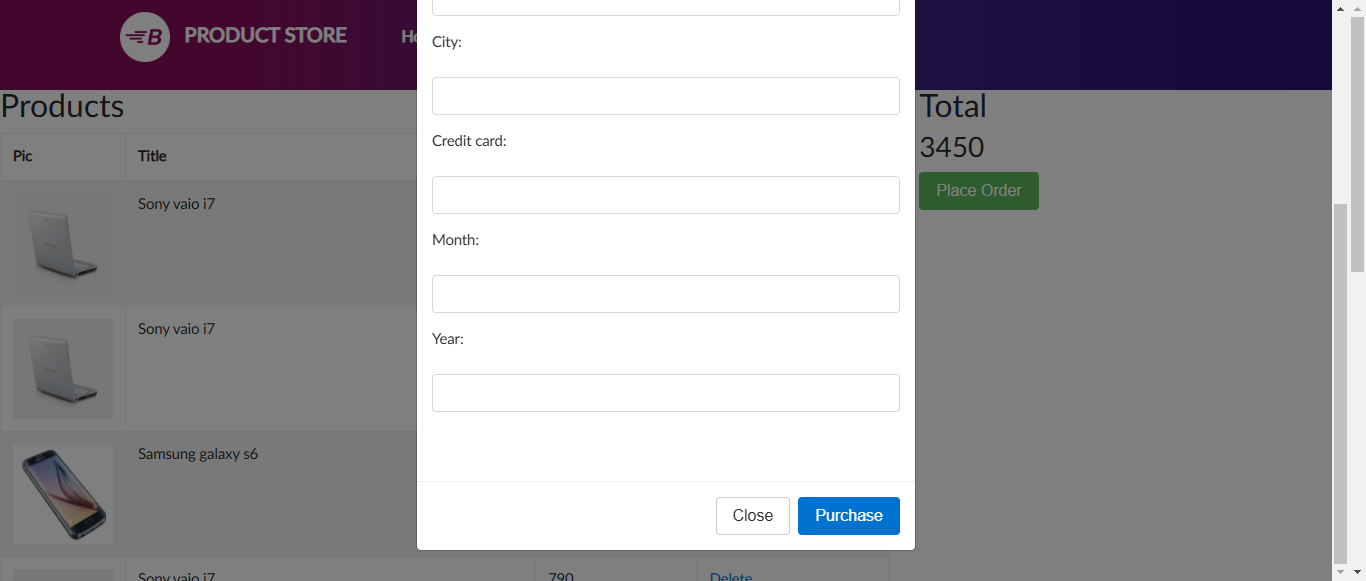 B PRODUCT STORE
Ho
Products
Pic Title
Sony vaio i7
Sony vaio i7
Samsung galaxy s6
Sony vaio i7 790 Delete
City:
Credit card:
Month:
Year:
Close Purchase
Total
3450
Place Order